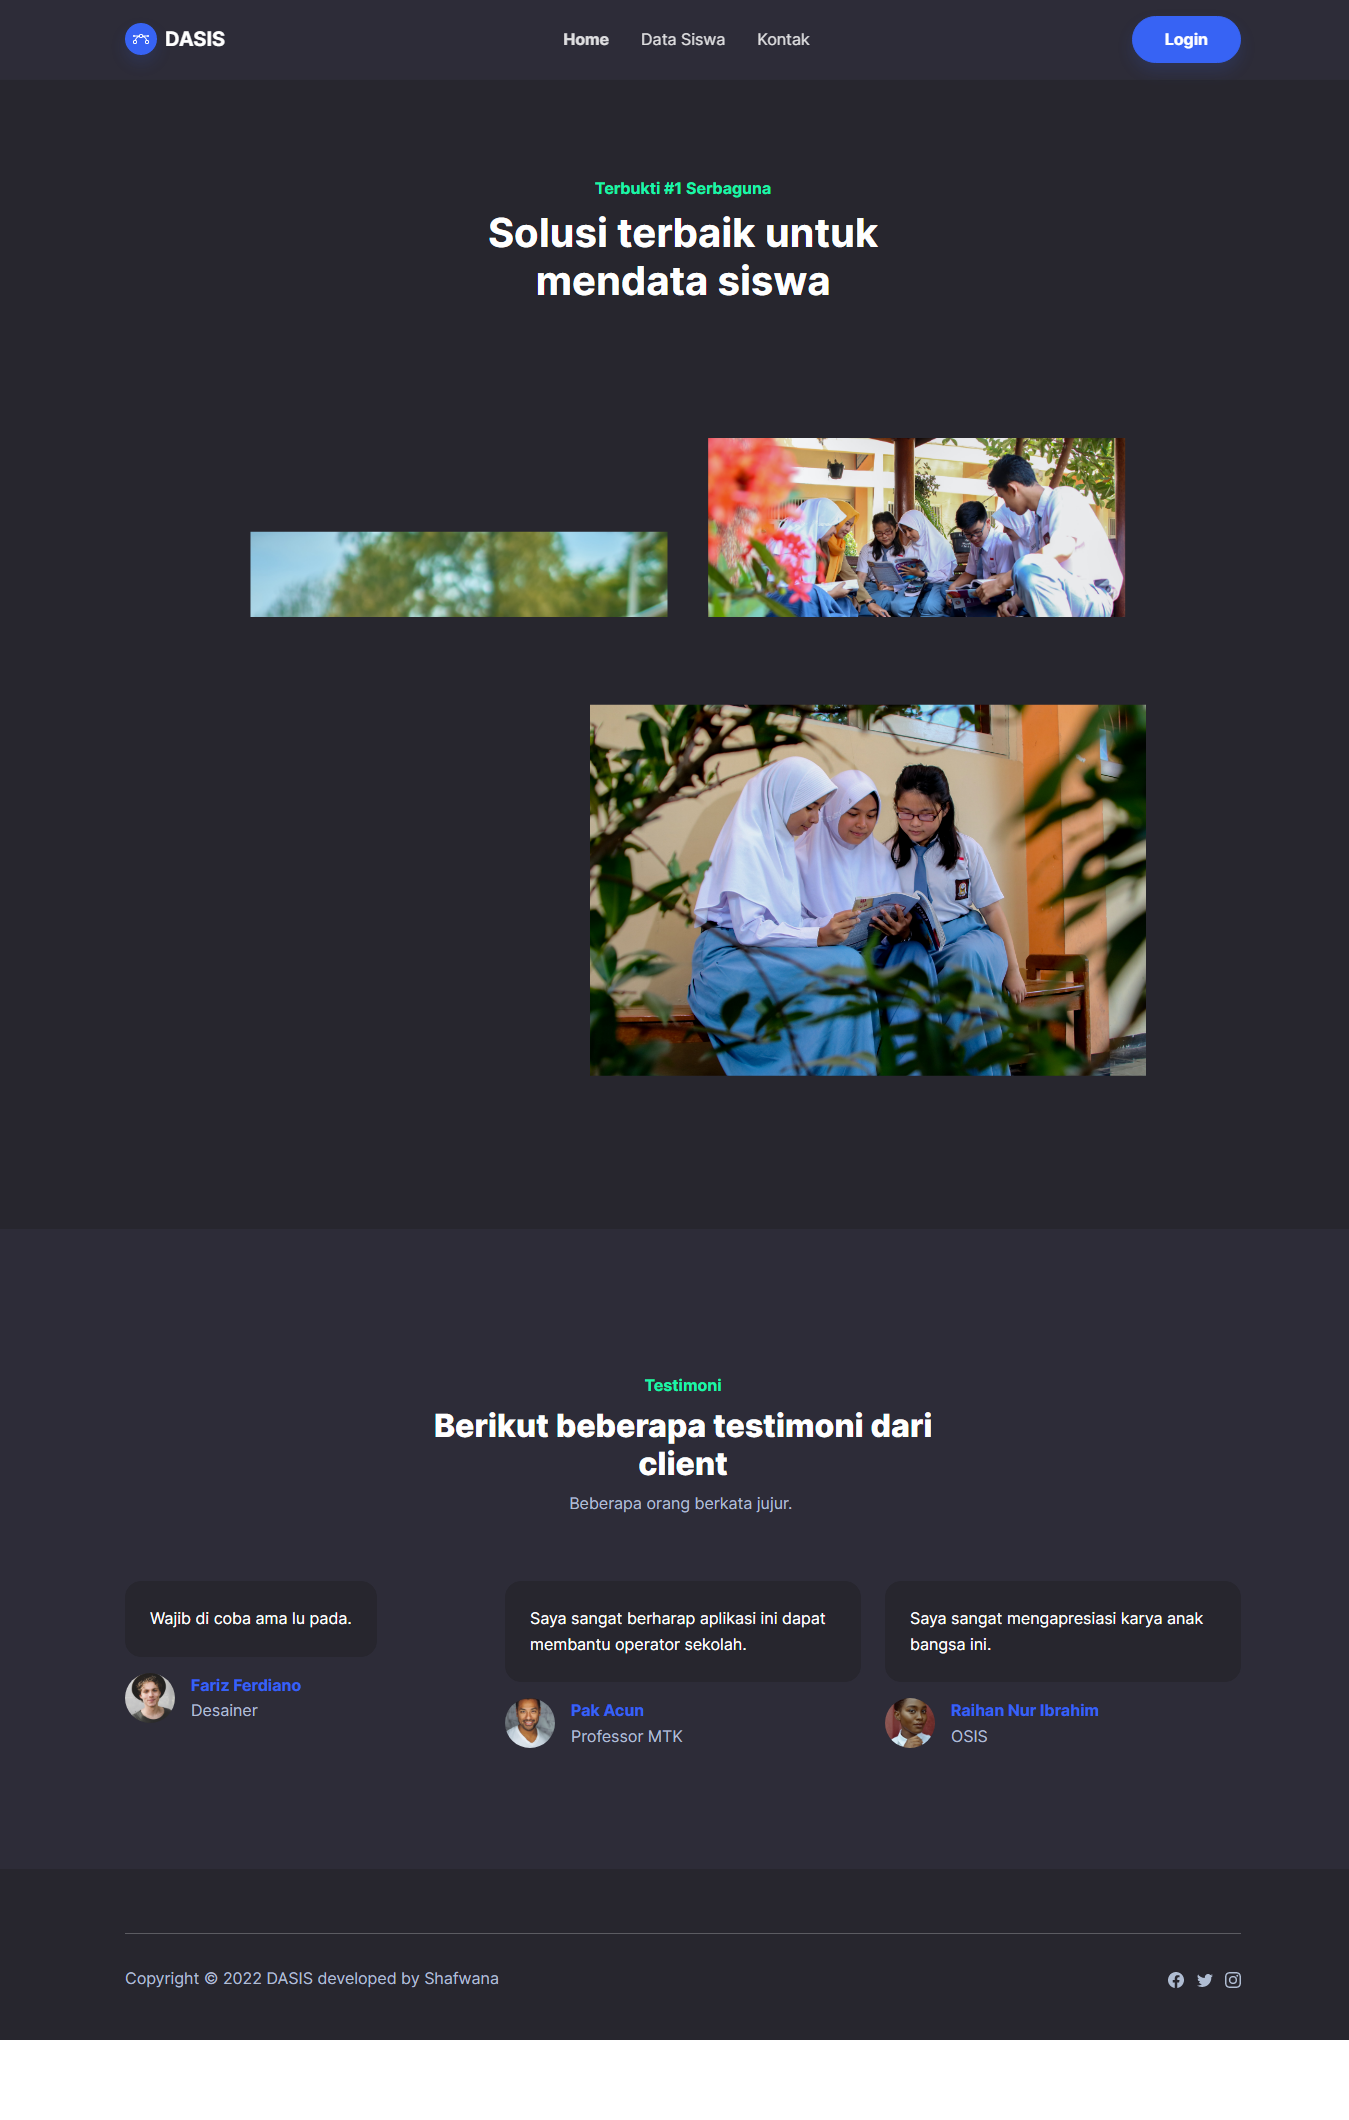 DASIS
Home
Data Siswa
Kontak
Login
Terbukti #1 Serbaguna
Solusi terbaik untuk
mendata siswa
Testimoni
Berikut beberapa testimoni dari
client
Beberapa orang berkata jujur.
Wajib di coba ama lu pada.
Fariz Ferdiano
Desainer
Saya sangat berharap aplikasi ini dapat
membantu operator sekolah.
Pak Acun
Professor MTK
Saya sangat mengapresiasi karya anak
bangsa ini.
Raihan Nur Ibrahim
OSIS
Copyright © 2022 DASIS developed by Shafwana